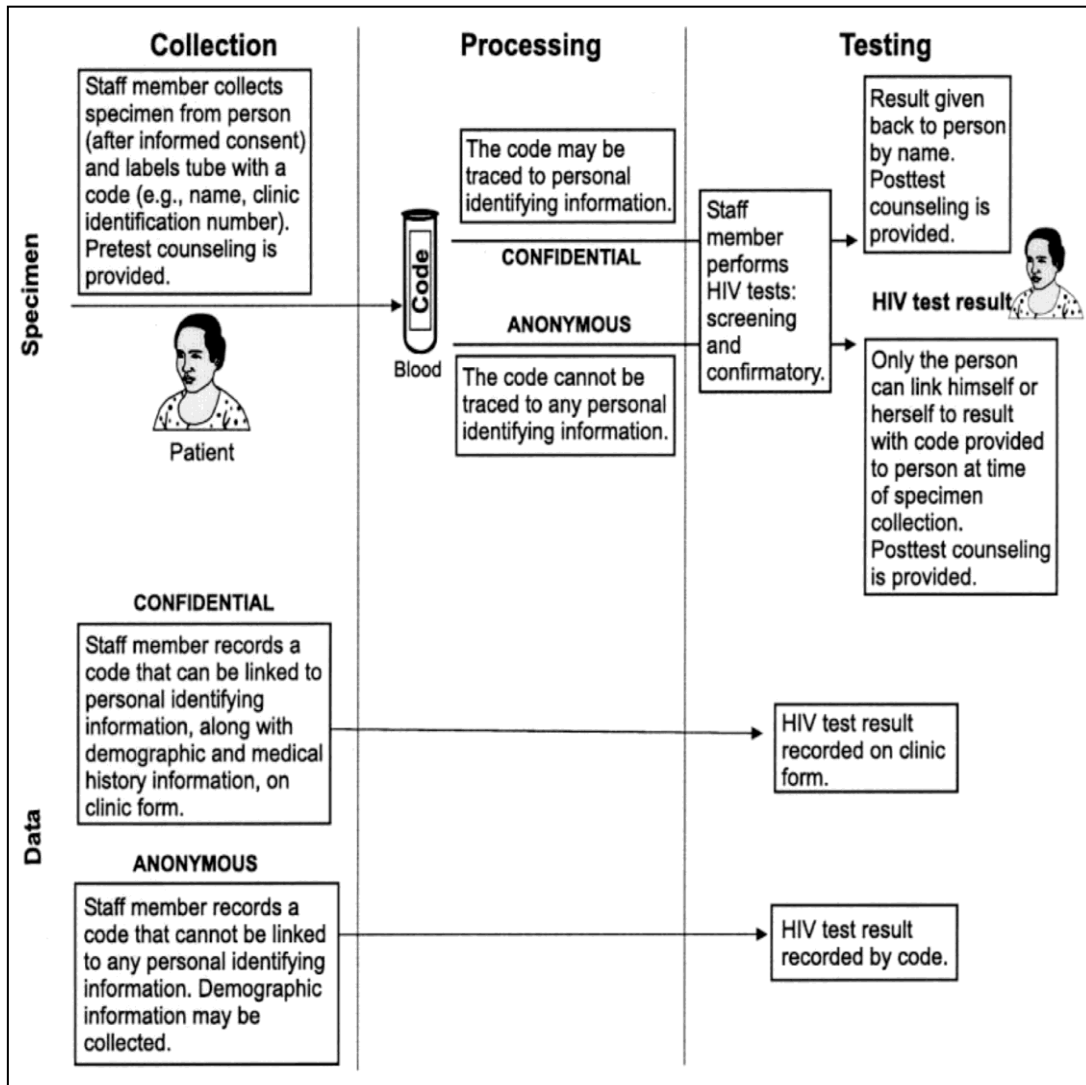 Collection
Processing
Testing
Specimen
Staff member collects
specimen from person
(after informed consent)
and labels tube with a
code (e.g., name, clinic
identification number).
Pretest counseling is
provided.
Patient
Code
Blood
The code may be
traced to personal
identifying information.
CONFIDENTIAL
ANONYMOUS
The code cannot be
traced to any personal
identifying information.
Staff
member
performs
HIV tests:
screening
and
confirmatory.
Result given
back to person
by name.
Posttest
counseling is
provided.
HIV test result
Only the person
can link himself or
herself to result
with code provided
to person at time
of specimen
collection.
Posttest counseling
is provided.
Data
CONFIDENTIAL
Staff member records a
code that can be linked to
personal identifying
information, along with
demographic and medical
history information, on
clinic form.
HIV test result
recorded on clinic
form.
ANONYMOUS
Staff member records a
code that cannot be linked
to any personal identifying
information. Demographic
information may be
collected.
HIV test result
recorded by code.